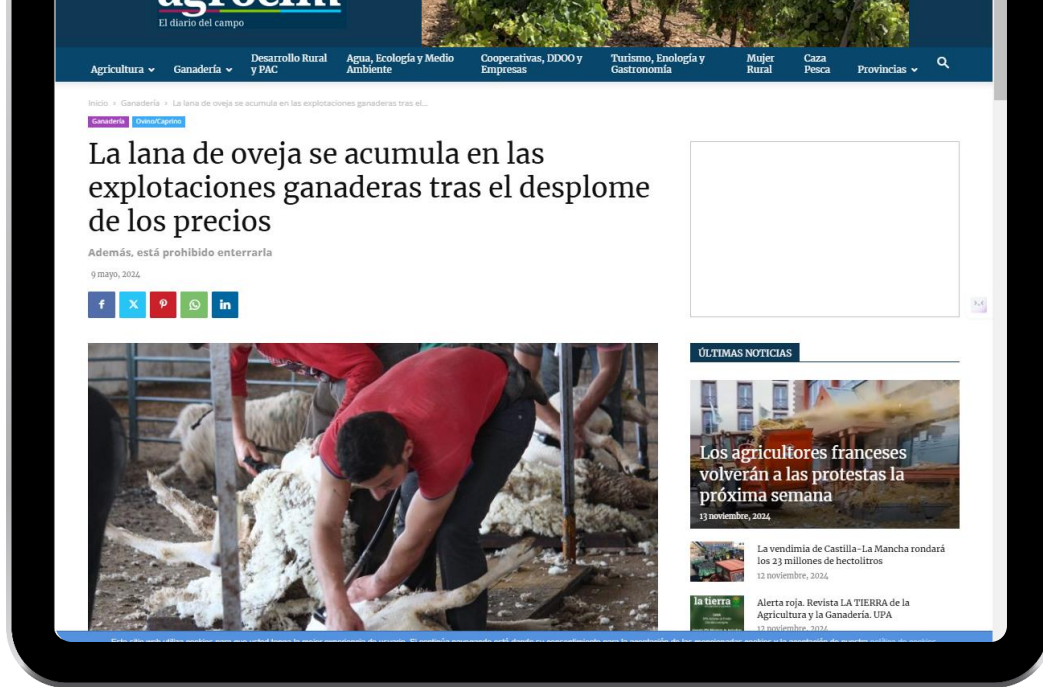 agroclm
El diario del campo
Agricultura
Ganadería
Desarrollo Rural
y PAC
Agua, Ecología y Medio
Ambiente
Cooperativas, DDOO y
Empresas
Turismo, Enología y
Gastronomía
Mujer
Rural
Caza
Pesca
Provincias
Inicio › Ganadería › La lana de oveja se acumula en las explotaciones ganaderas tras el...
Ganadería Ovino/Caprino
La lana de oveja se acumula en las
explotaciones ganaderas tras el desplome
de los precios
Además, está prohibido enterrarla
9 mayo, 2024
ÚLTIMAS NOTICIAS
Los agricultores franceses
volverán a las protestas la
próxima semana
13 noviembre, 2024
La vendimia de Castilla-La Mancha rondará
los 23 millones de hectolitros
12 noviembre, 2024
la tierra
Alerta roja. Revista LA TIERRA de la
Agricultura y la Ganadería. UPA
12 noviembre, 2024